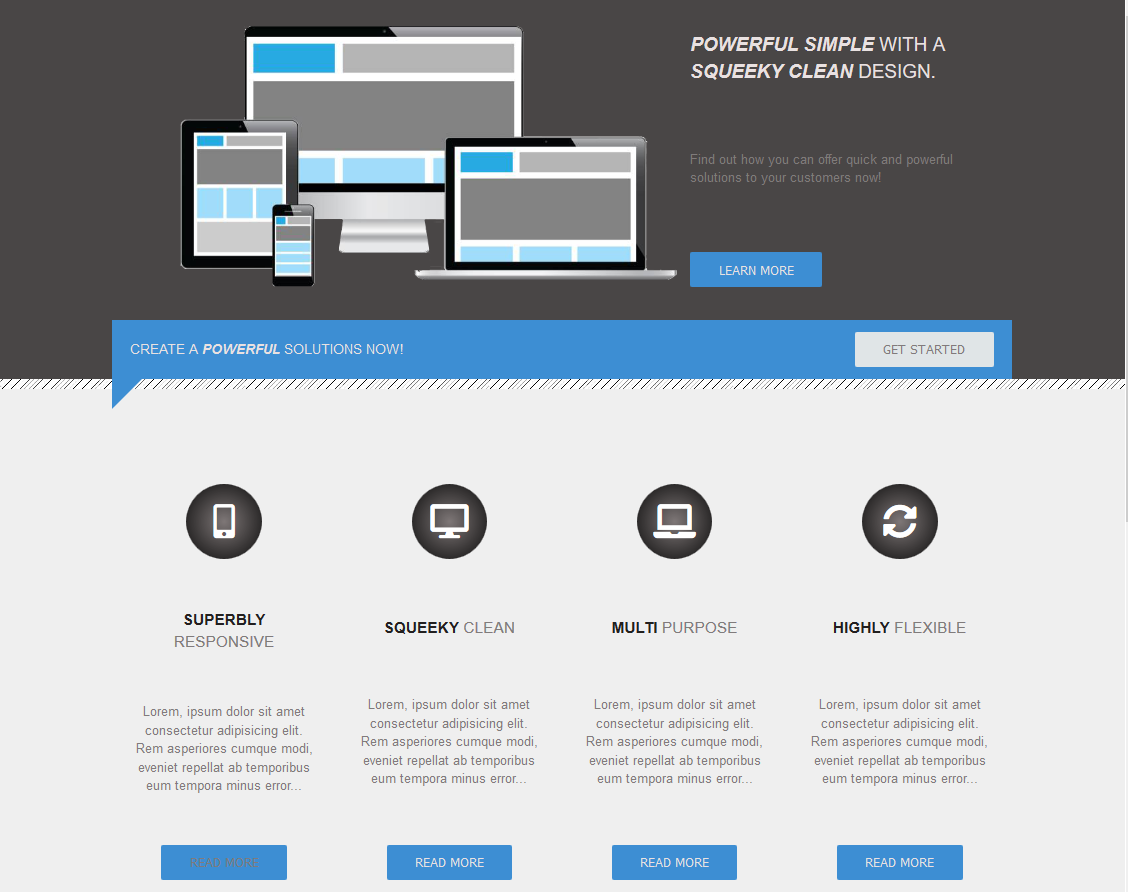 POWERFUL SIMPLE WITH A
SQUEEKY CLEAN DESIGN.
Find out how you can offer quick and powerful
solutions to your customers now!
LEARN MORE
CREATE A POWERFUL SOLUTIONS NOW!
GET STARTED
SUPERBLY
RESPONSIVE
Lorem, ipsum dolor sit amet
consectetur adipisicing elit.
Rem asperiores cumque modi,
eveniet repellat ab temporibus
eum tempora minus error...
READ MORE
SQUEEKY CLEAN
Lorem, ipsum dolor sit amet
consectetur adipisicing elit.
Rem asperiores cumque modi,
eveniet repellat ab temporibus
eum tempora minus error...
READ MORE
MULTI PURPOSE
Lorem, ipsum dolor sit amet
consectetur adipisicing elit.
Rem asperiores cumque modi,
eveniet repellat ab temporibus
eum tempora minus error...
READ MORE
HIGHLY FLEXIBLE
Lorem, ipsum dolor sit amet
consectetur adipisicing elit.
Rem asperiores cumque modi,
eveniet repellat ab temporibus
eum tempora minus error...
READ MORE